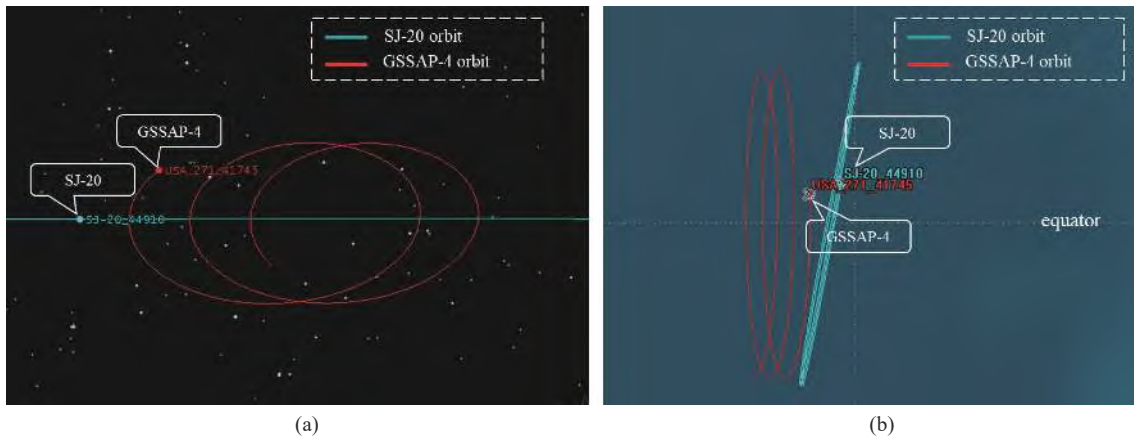 SJ-20 orbit
GSSAP-4 orbit
GSSAP-4
USA_271_41745
SJ-20
SJ-20_44910
(a)
SJ-20 orbit
GSSAP-4 orbit
SJ-20
SJ-20_44910
USA_271_41745
GSSAP-4
equator
(b)